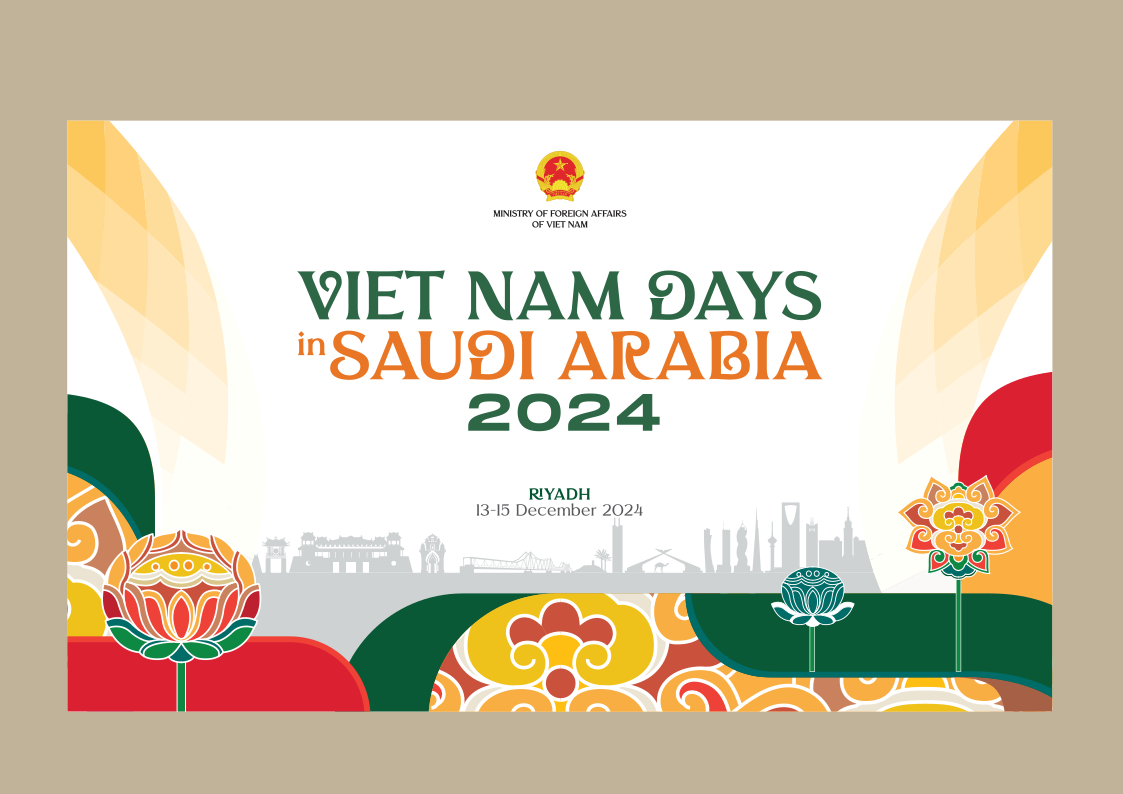 MINISTRY OF FOREIGN AFFAIRS
OF VIET NAM
VIET NAM DAYS
in SAUDI ARABIA
2024
RIYADH
13-15 December 2024